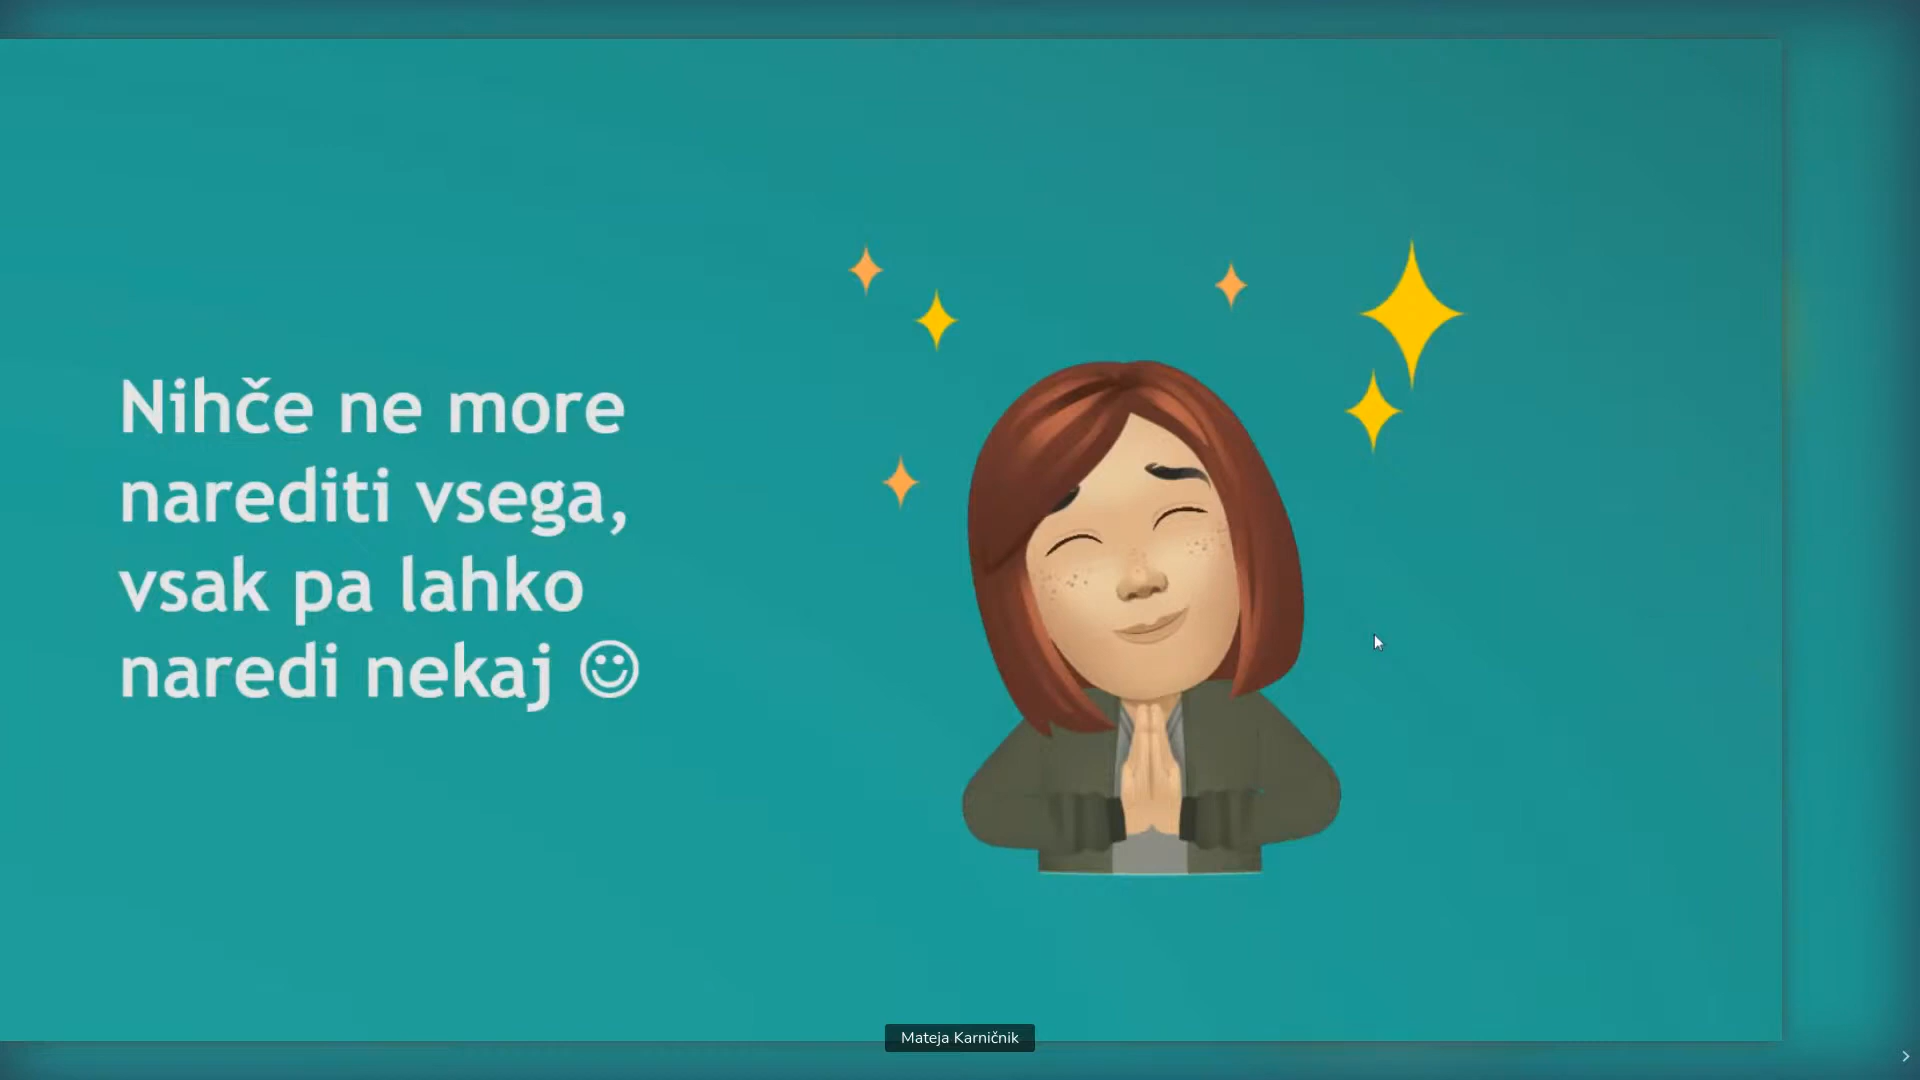 Nihče ne more
narediti vsega,
vsak pa lahko
naredi nekaj ☺
Mateja Karničnik